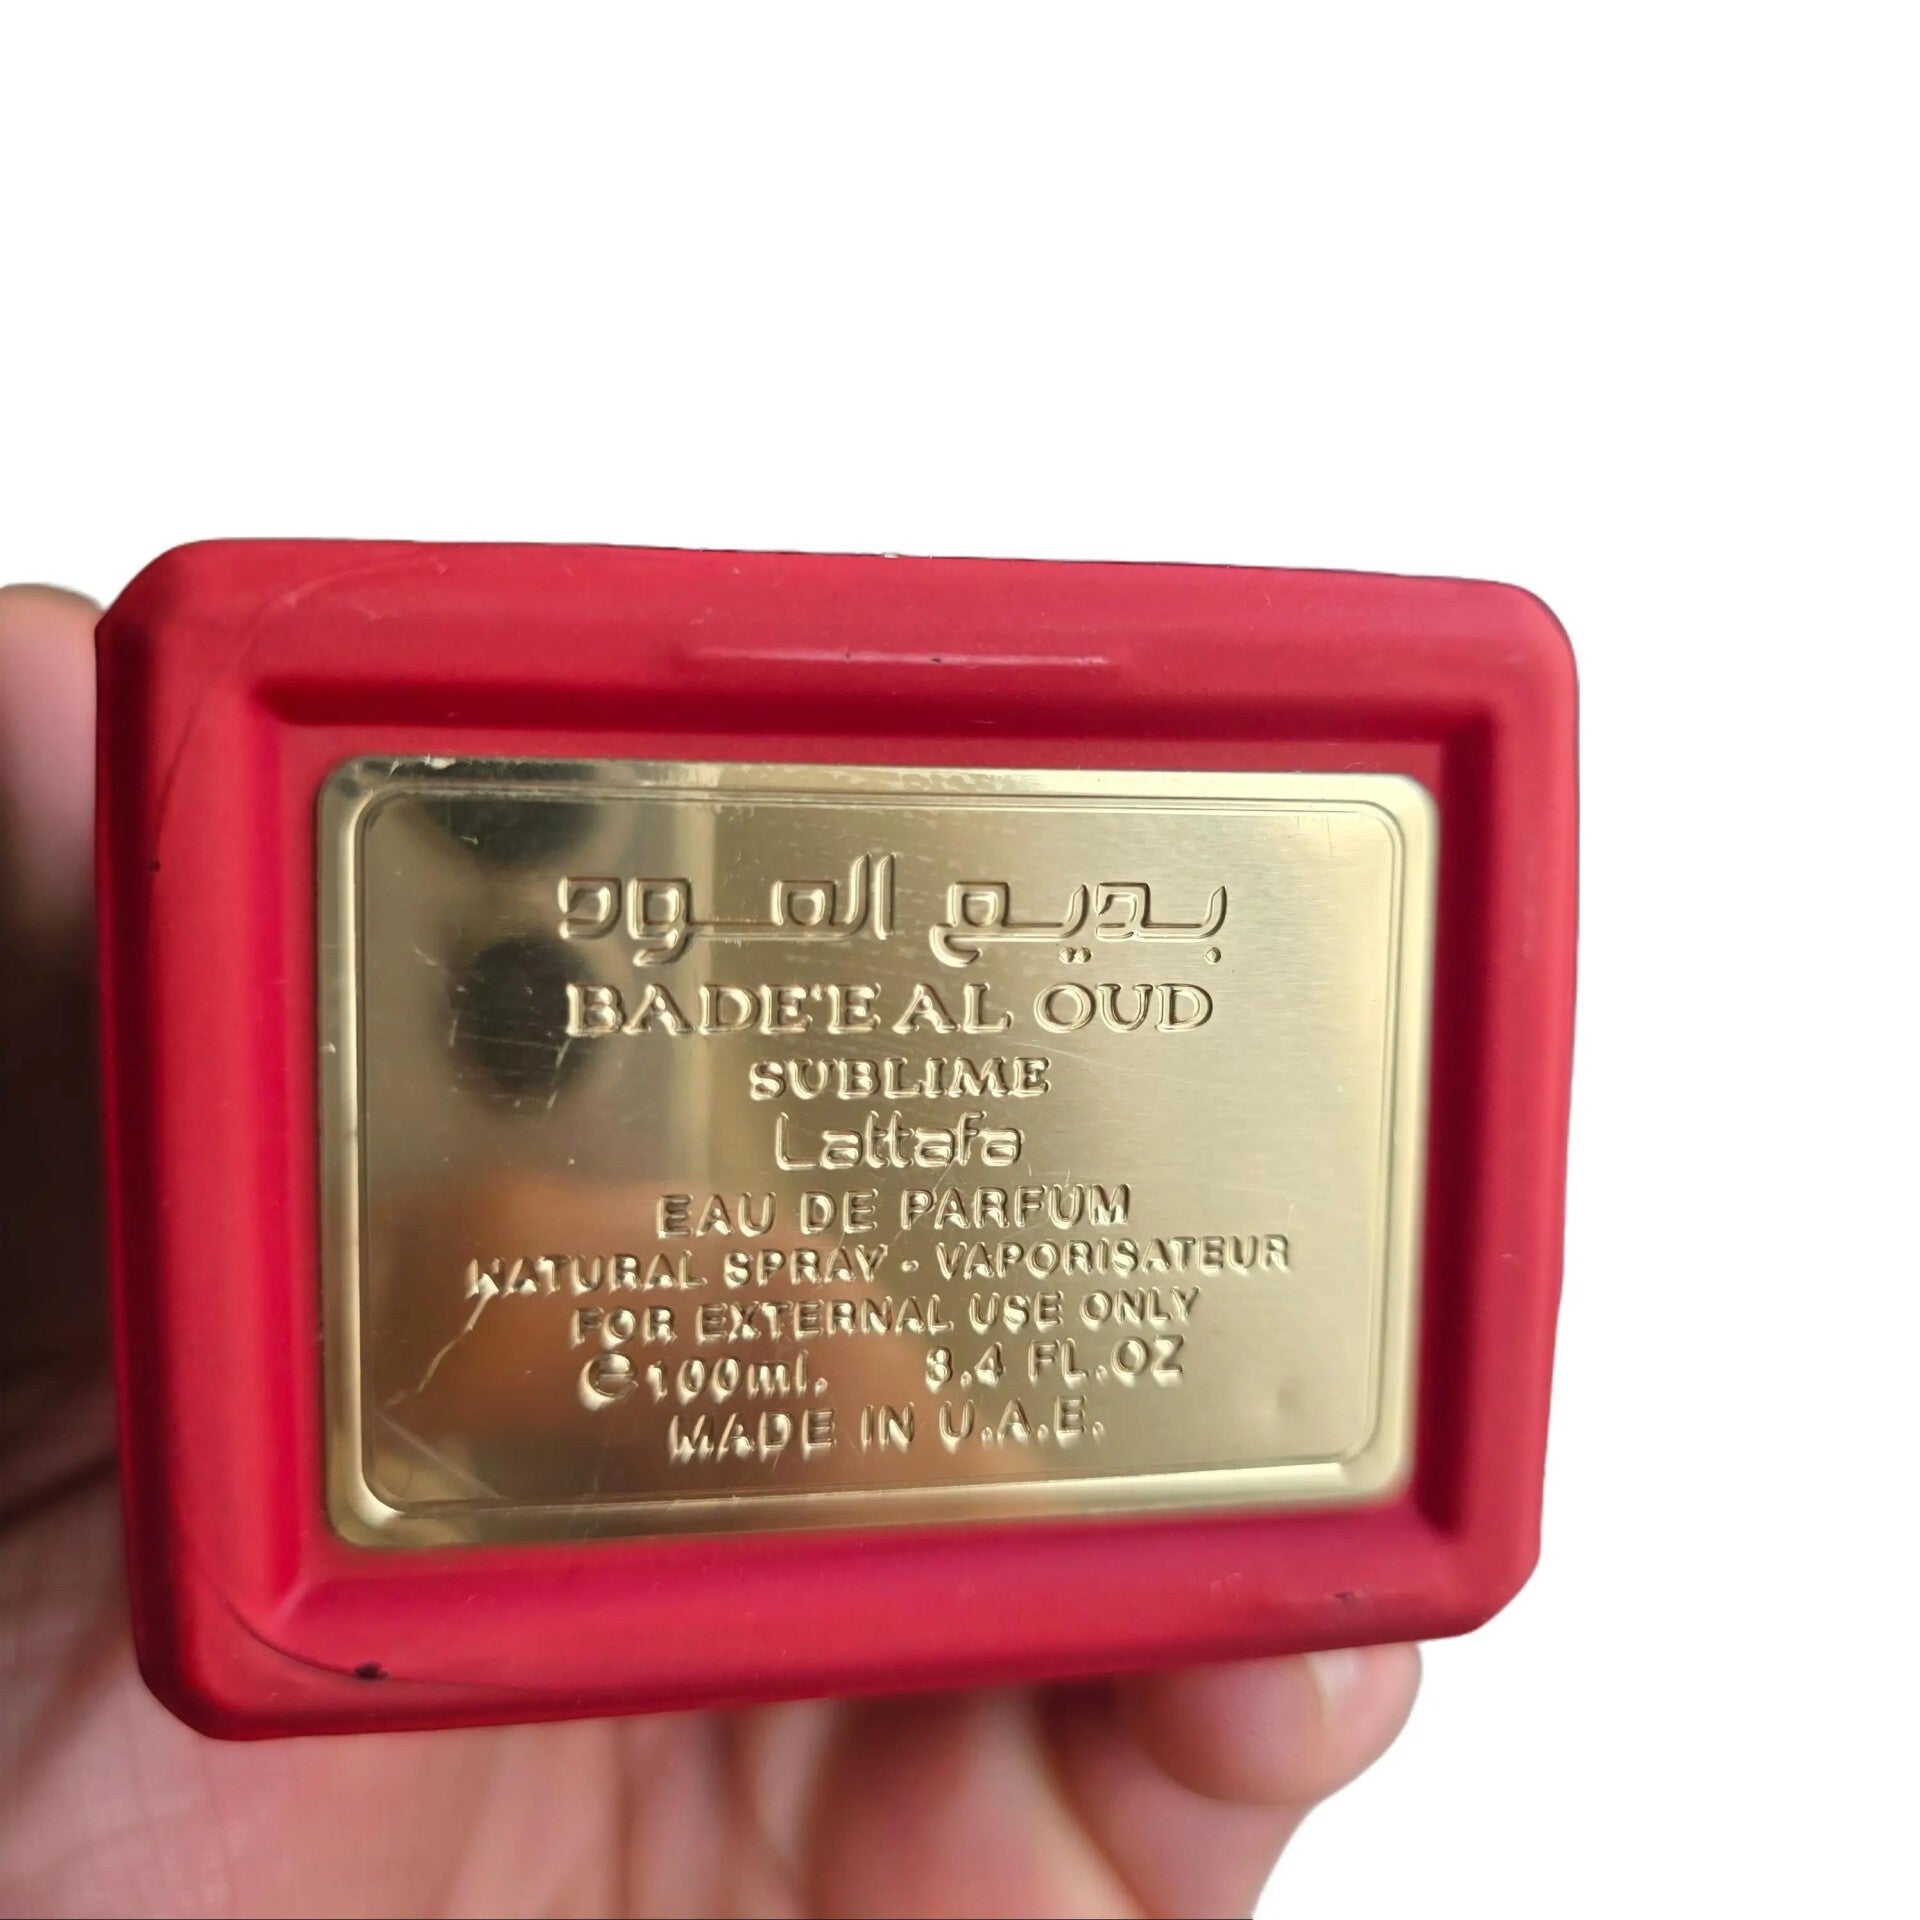 بديع العود
BADE'E AL OUD
SUBLIME
Lattafa
EAU DE PARFUM
NATURAL SPRAY - VAPORISATEUR
FOR EXTERNAL USE ONLY
℮100ml. 3.4 FL.OZ
MADE IN U.A.E.